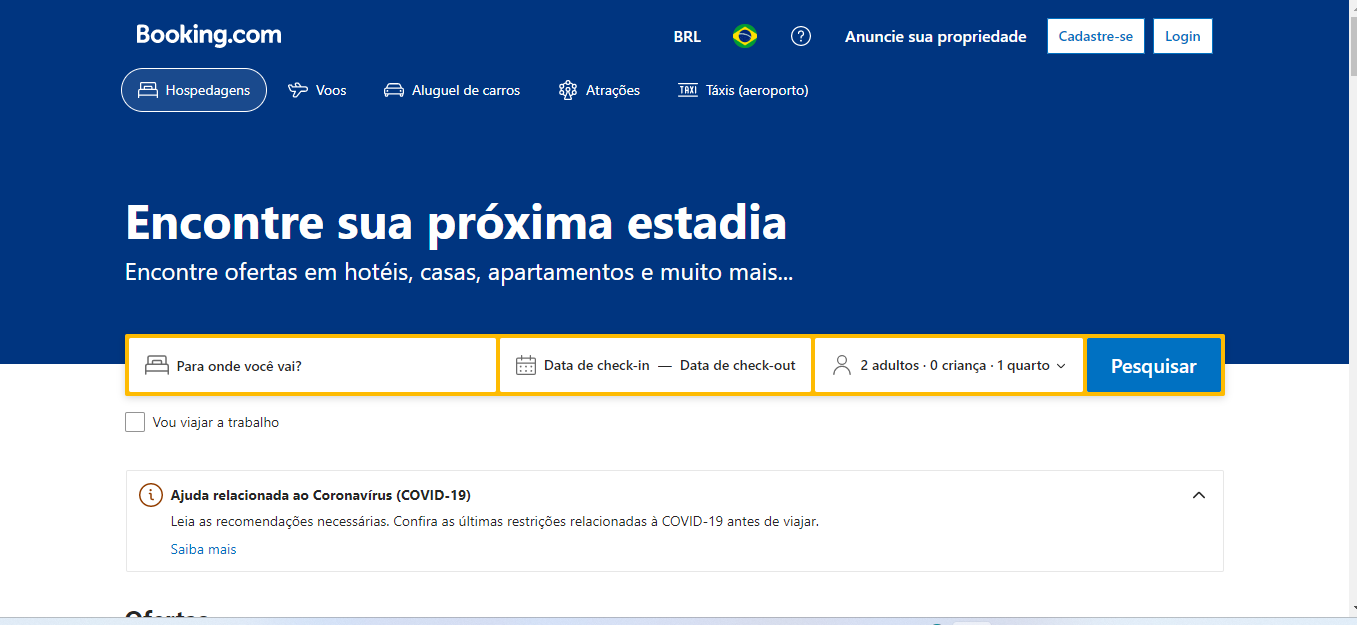 Booking.com
BRL
Anuncie sua propriedade
Cadastre-se
Login
Hospedagens
Voos
Aluguel de carros
Atrações
TAXI
Táxis (aeroporto)
Encontre sua próxima estadia
Encontre ofertas em hotéis, casas, apartamentos e muito mais...
Para onde você vai?
Data de check-in — Data de check-out
2 adultos · 0 criança · 1 quarto
Pesquisar
Vou viajar a trabalho
Ajuda relacionada ao Coronavírus (COVID-19)
Leia as recomendações necessárias. Confira as últimas restrições relacionadas à COVID-19 antes de viajar.
Saiba mais
Ofertas